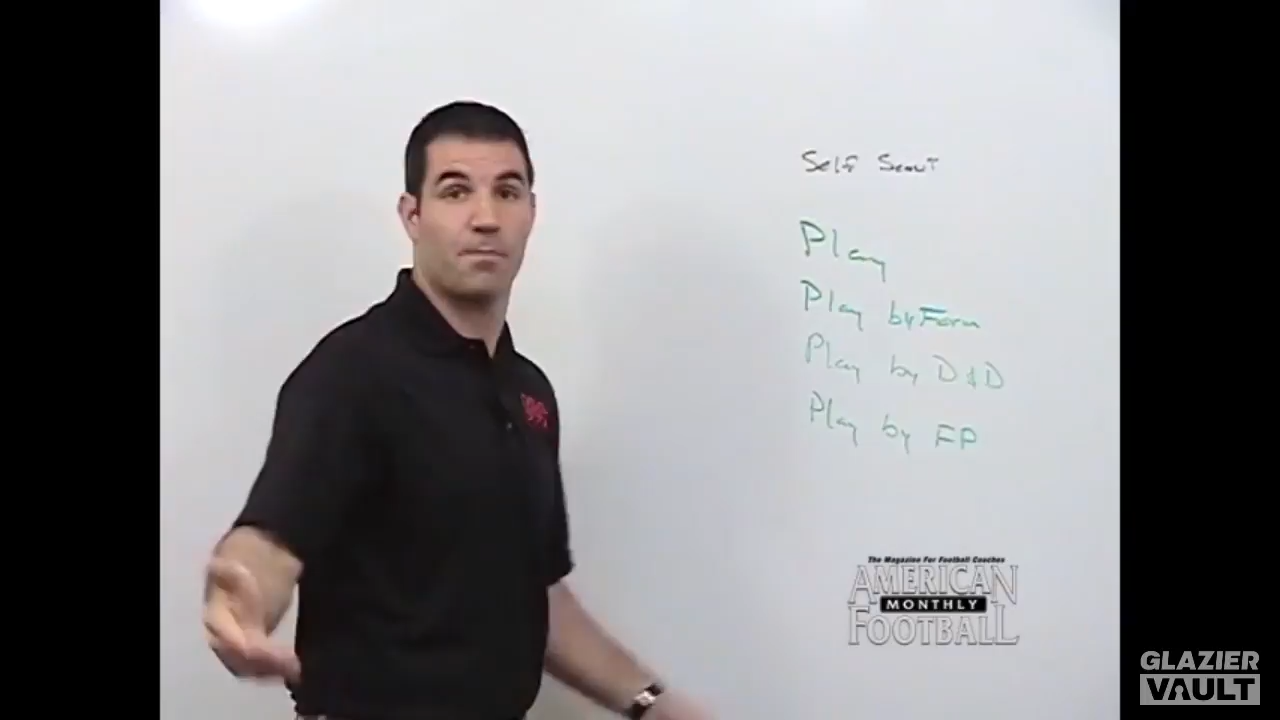 Self Scout
Play
Play by Form
Play by D&D
Play by FP
The Magazine For Football Coaches
AMERICAN
MONTHLY
FOOTBALL
GLAZIER
VAULT